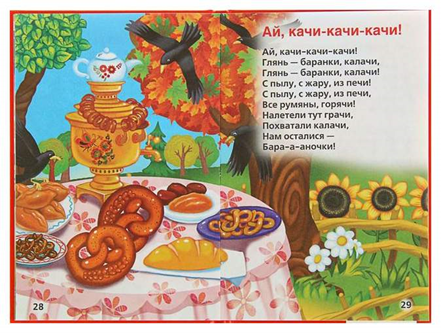 Ай, качи-качи-качи!
Ай, качи-качи-качи!
Глянь — баранки, калачи,
Глянь — баранки, калачи!
С пылу, с жару, из печи!
С пылу, с жару, из печи,
Все румяны, горячи!
Налетели тут грачи,
Похватали калачи,
Нам осталися —
Бара-а-аночки!
28
29